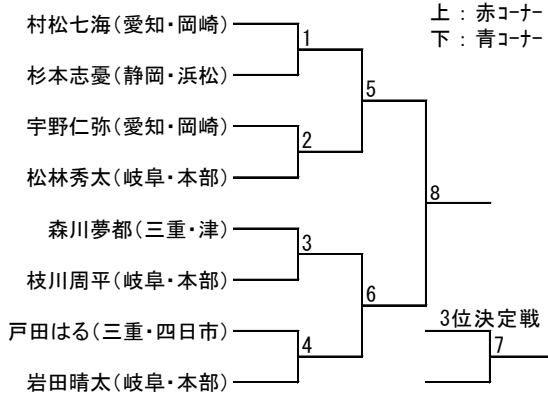 上 : 赤ｺｰﾅｰ
下 : 青ｺｰﾅｰ
村松七海(愛知・岡崎)
1
杉本志憂(静岡・浜松)
5
宇野仁弥(愛知・岡崎)
2
松林秀太(岐阜・本部)
8
森川夢都(三重・津)
3
枝川周平(岐阜・本部)
6
戸田はる(三重・四日市)
3位決定戦
4
7
岩田晴太(岐阜・本部)